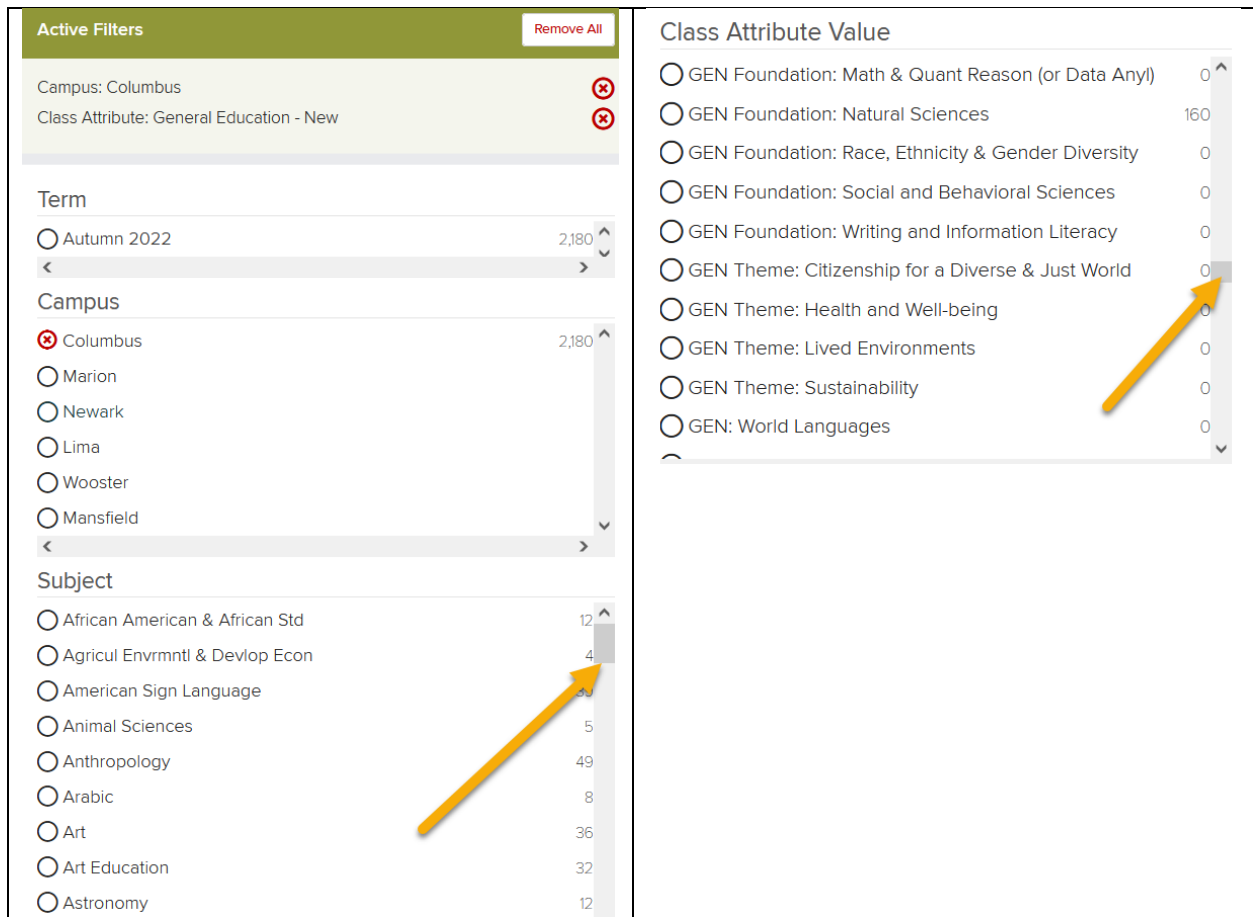 Active Filters
Remove All
Campus: Columbus
Class Attribute: General Education - New
Term
Autumn 2022 2,180
Campus
Columbus 2,180
Marion
Newark
Lima
Wooster
Mansfield
Subject
African American & African Std 12
Agricul Envrmntl & Devlop Econ 4
American Sign Language
Animal Sciences 5
Anthropology 49
Arabic 8
Art 36
Art Education 32
Astronomy 12
Class Attribute Value
GEN Foundation: Math & Quant Reason (or Data Anyl) 0
GEN Foundation: Natural Sciences 160
GEN Foundation: Race, Ethnicity & Gender Diversity 0
GEN Foundation: Social and Behavioral Sciences 0
GEN Foundation: Writing and Information Literacy 0
GEN Theme: Citizenship for a Diverse & Just World 0
GEN Theme: Health and Well-being 0
GEN Theme: Lived Environments 0
GEN Theme: Sustainability 0
GEN: World Languages 0